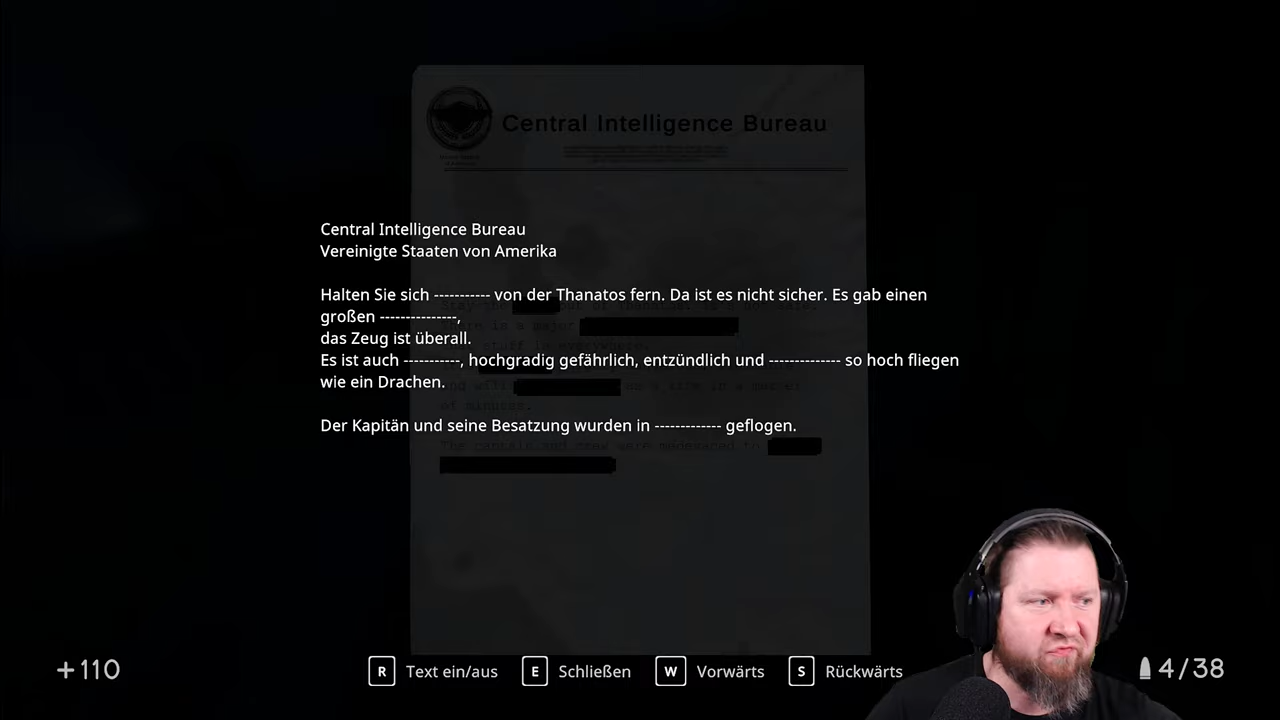 Central Intelligence Bureau
Central Intelligence Bureau
Vereinigte Staaten von Amerika
Halten Sie sich ----------- von der Thanatos fern. Da ist es nicht sicher. Es gab einen
großen ---------------,
das Zeug ist überall.
Es ist auch -----------, hochgradig gefährlich, entzündlich und -------------- so hoch fliegen
wie ein Drachen.
Der Kapitän und seine Besatzung wurden in ------------- geflogen.
+110
R Text ein/aus E Schließen W Vorwärts S Rückwärts
4/38